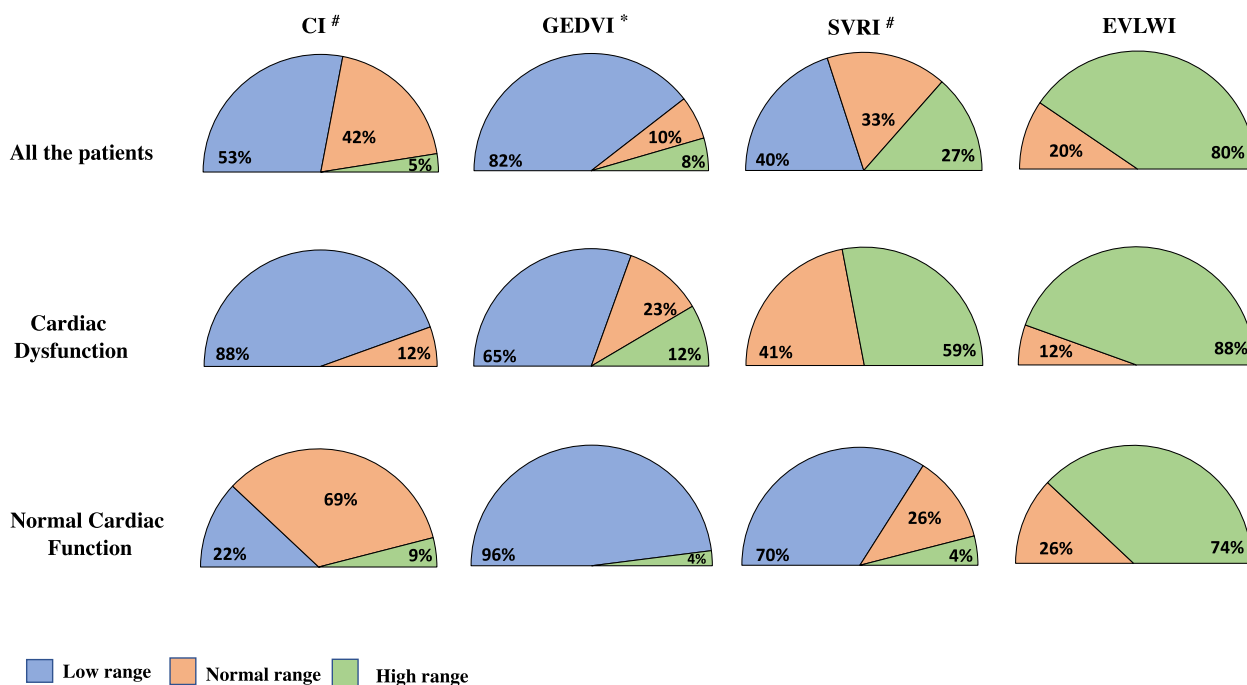 CI #
GEDVI *
SVRI #
EVLWI
All the patients
53%
42%
5%
82%
10%
8%
40%
33%
27%
20%
80%
Cardiac
Dysfunction
88%
12%
65%
23%
12%
41%
59%
12%
88%
Normal Cardiac
Function
22%
69%
9%
96%
4%
70%
26%
4%
26%
74%
Low range
Normal range
High range